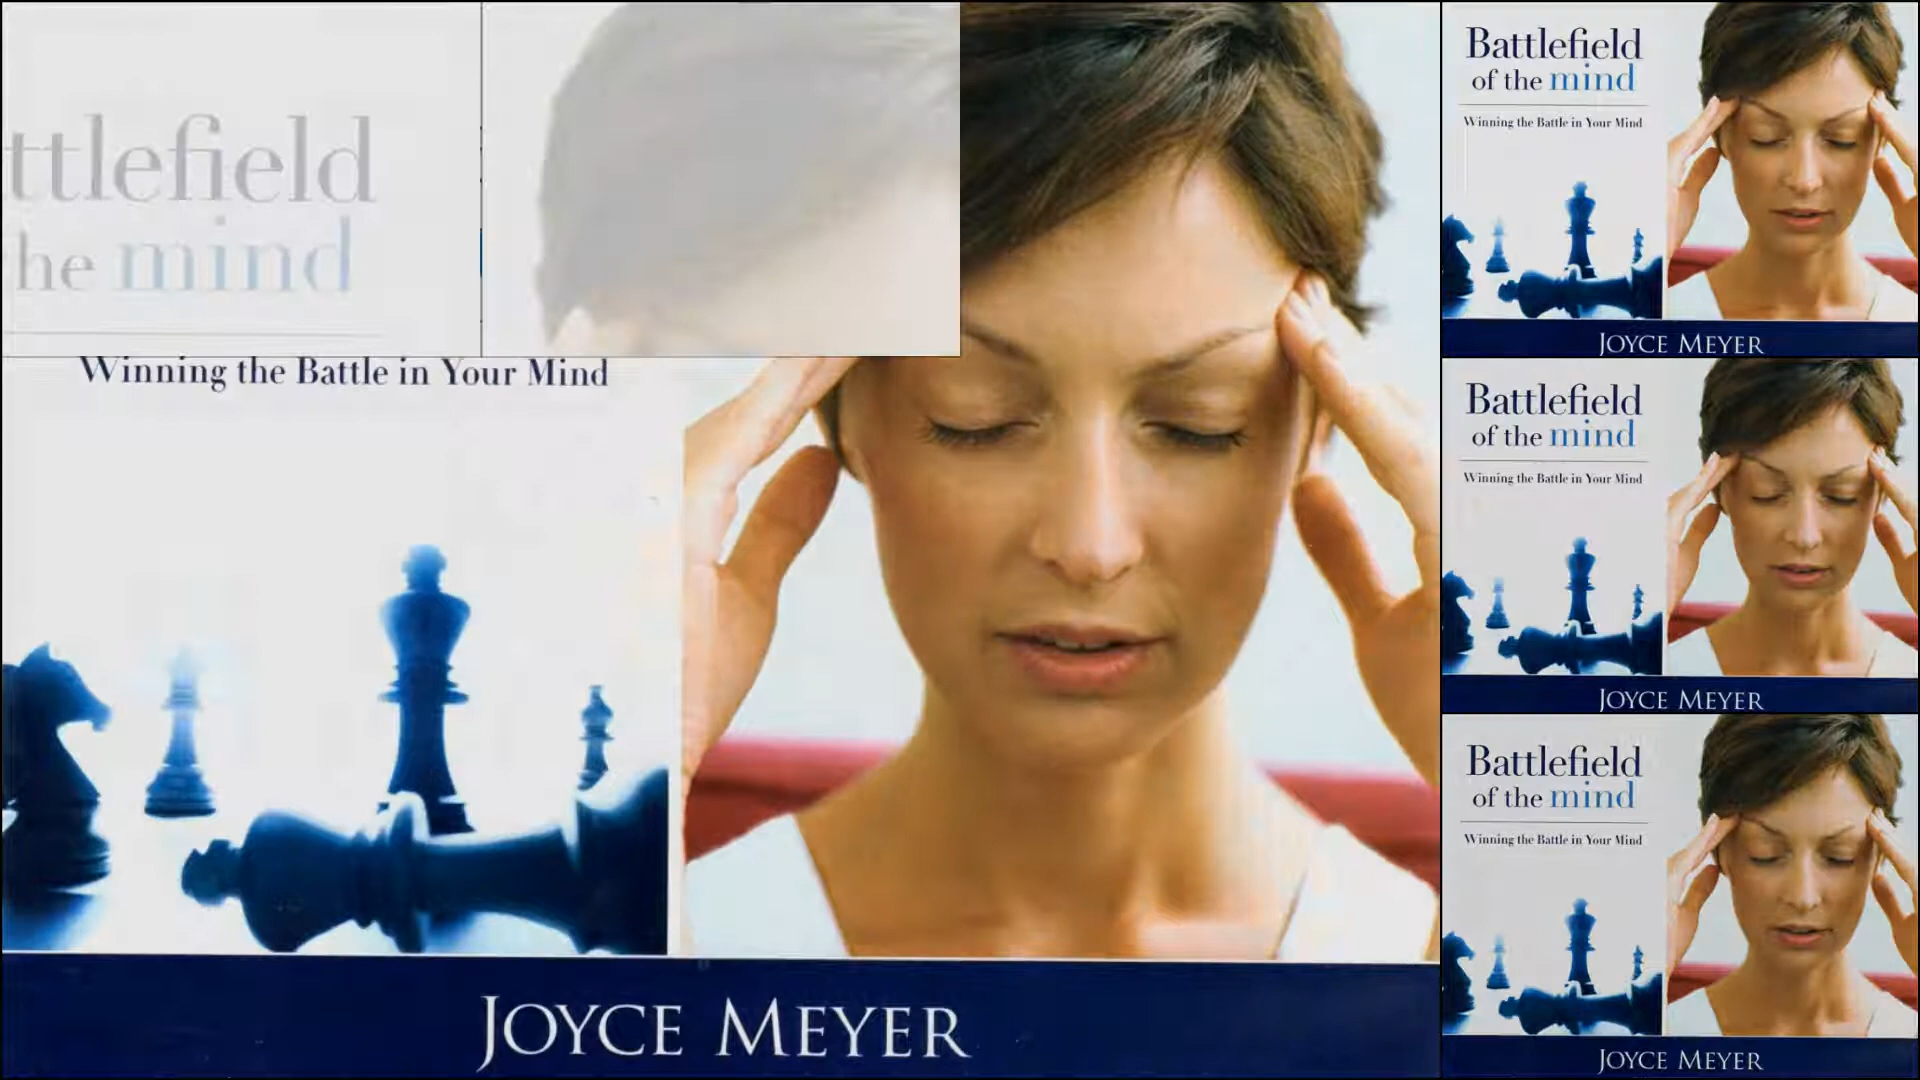 ttlefield
he mind
Winning the Battle in Your Mind
JOYCE MEYER
Battlefield
of the mind
Winning the Battle in Your Mind
JOYCE MEYER
Battlefield
of the mind
Winning the Battle in Your Mind
JOYCE MEYER
Battlefield
of the mind
Winning the Battle in Your Mind
JOYCE MEYER